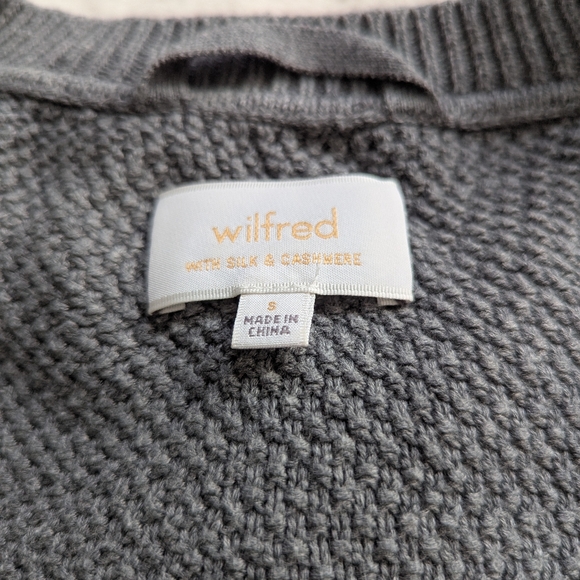 wilfred
WITH SILK & CASHMERE
S
MADE IN
CHINA